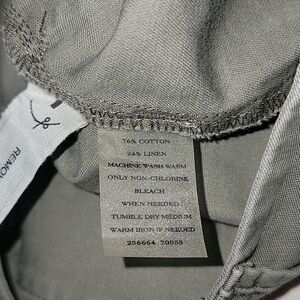 76% COTTON
24% LINEN
MACHINE WASH WARM
ONLY NON-CHLORINE
BLEACH
WHEN NEEDED
TUMBLE DRY MEDIUM
WARM IRON IF NEEDED
256664 70053
REMOV